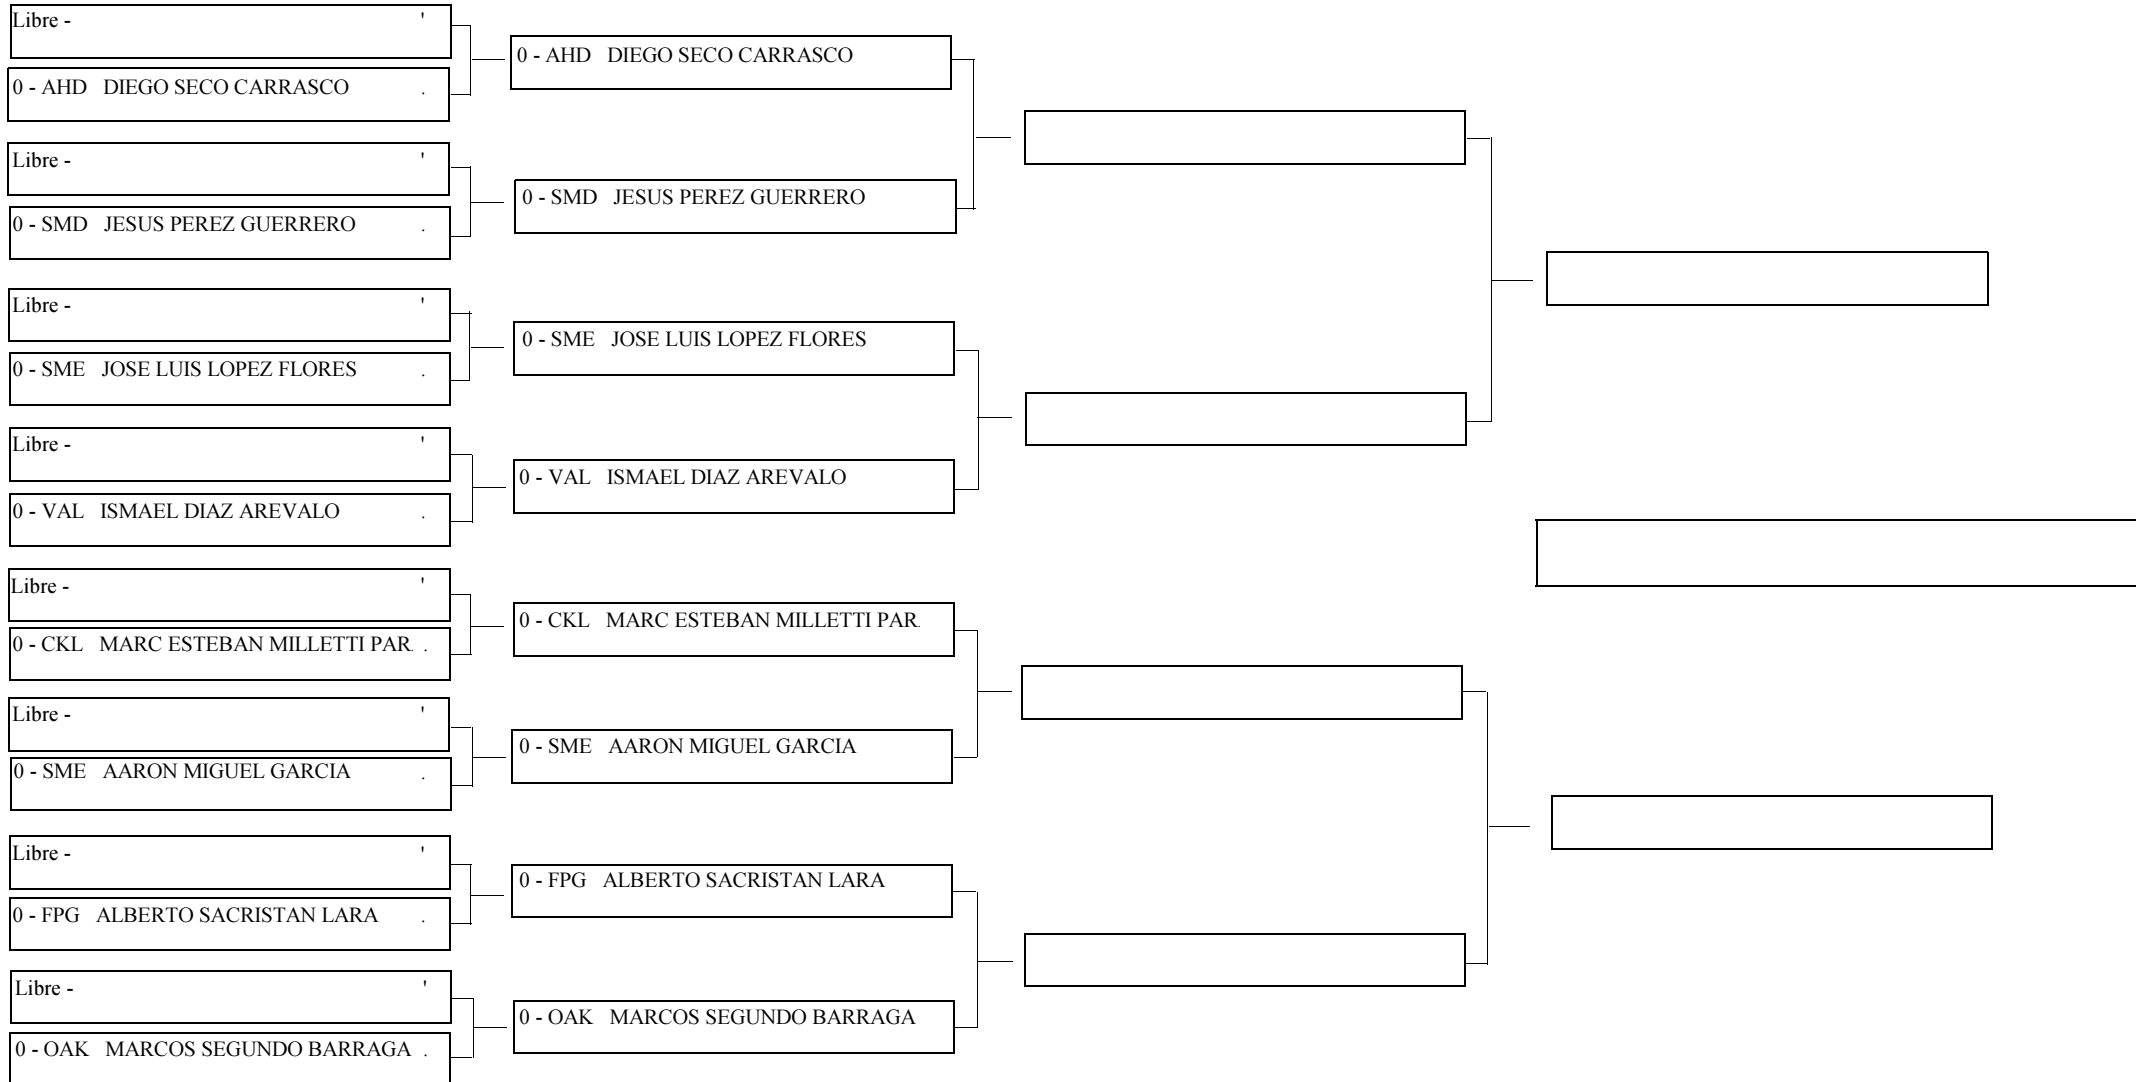 Libre - '
0 - AHD DIEGO SECO CARRASCO .
Libre - '
0 - SMD JESUS PEREZ GUERRERO .
Libre - '
0 - SME JOSE LUIS LOPEZ FLORES .
Libre - '
0 - VAL ISMAEL DIAZ AREVALO .
Libre - '
0 - CKL MARC ESTEBAN MILLETTI PAR .
Libre - '
0 - SME AARON MIGUEL GARCIA .
Libre - '
0 - FPG ALBERTO SACRISTAN LARA .
Libre - '
0 - OAK MARCOS SEGUNDO BARRAGA .
0 - AHD DIEGO SECO CARRASCO
0 - SMD JESUS PEREZ GUERRERO
0 - SME JOSE LUIS LOPEZ FLORES
0 - VAL ISMAEL DIAZ AREVALO
0 - CKL MARC ESTEBAN MILLETTI PAR
0 - SME AARON MIGUEL GARCIA
0 - FPG ALBERTO SACRISTAN LARA
0 - OAK MARCOS SEGUNDO BARRAGA